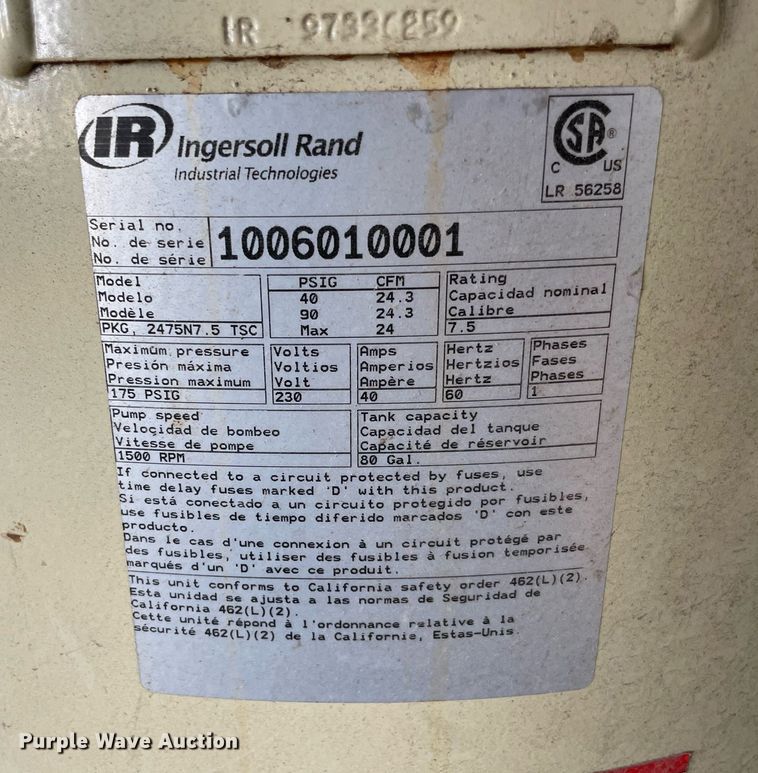 IR
IR Ingersoll Rand
Industrial Technologies
CSA ®
C US
LR 56258
Serial no.
No. de serie
No. de série
1006010001
Model
Modelo
Modèle
PKG, 2475N7.5 TSC
PSIG CFM
40 24.3
90 24.3
Max 24
Rating
Capacidad nominal
Calibre
7.5
Maximum pressure
Presión máxima
Pression maximum
175 PSIG
Volts
Voltios
Volt
230
Amps
Amperios
Ampère
40
Hertz
Hertzios
Hertz
60
Phases
Fases
Phases
1
Pump speed
Velocidad de bombeo
Vitesse de pompe
1500 RPM
Tank capacity
Capacidad del tanque
Capacité de réservoir
80 Gal.
If connected to a circuit protected by fuses, use
time delay fuses marked 'D' with this product.
Si está conectado a un circuito protegido por fusibles,
use fusibles de tiempo diferido marcados 'D' con este
producto.
Dans le cas d'une connexion à un circuit protégé par
des fusibles, utiliser des fusibles à fusion temporisée
marqués d'un 'D' avec ce produit.
This unit conforms to California safety order 462(L)(2).
Esta unidad se ajusta a las normas de Seguridad de
California 462(L)(2).
Cette unité répond à l'ordonnance relative à la
sécurité 462(L)(2) de la Californie, Estas-Unis.
Purple Wave Auction